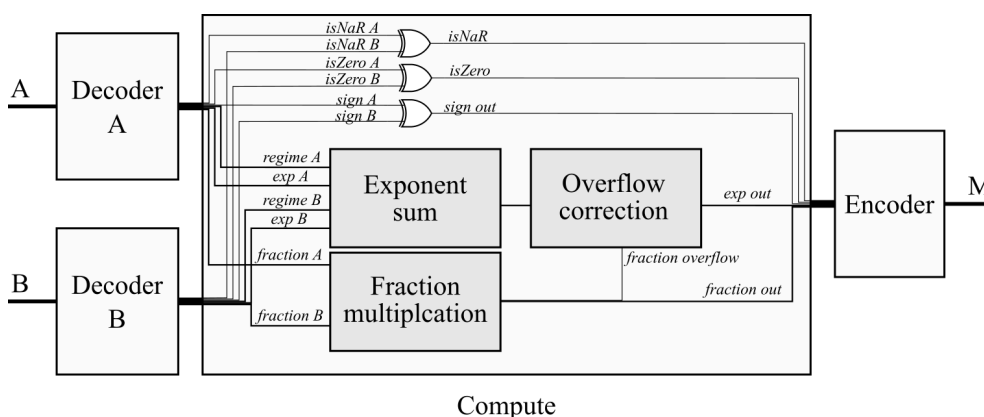 isNaR A
isNaR B
isNaR
isZero A
isZero B
isZero
sign A
sign B
sign out
A
Decoder
A
regime A
exp A
regime B
exp B
Exponent
sum
Overflow
correction
exp out
Encoder
M
B
Decoder
B
fraction A
fraction B
Fraction
multiplcation
fraction overflow
fraction out
Compute